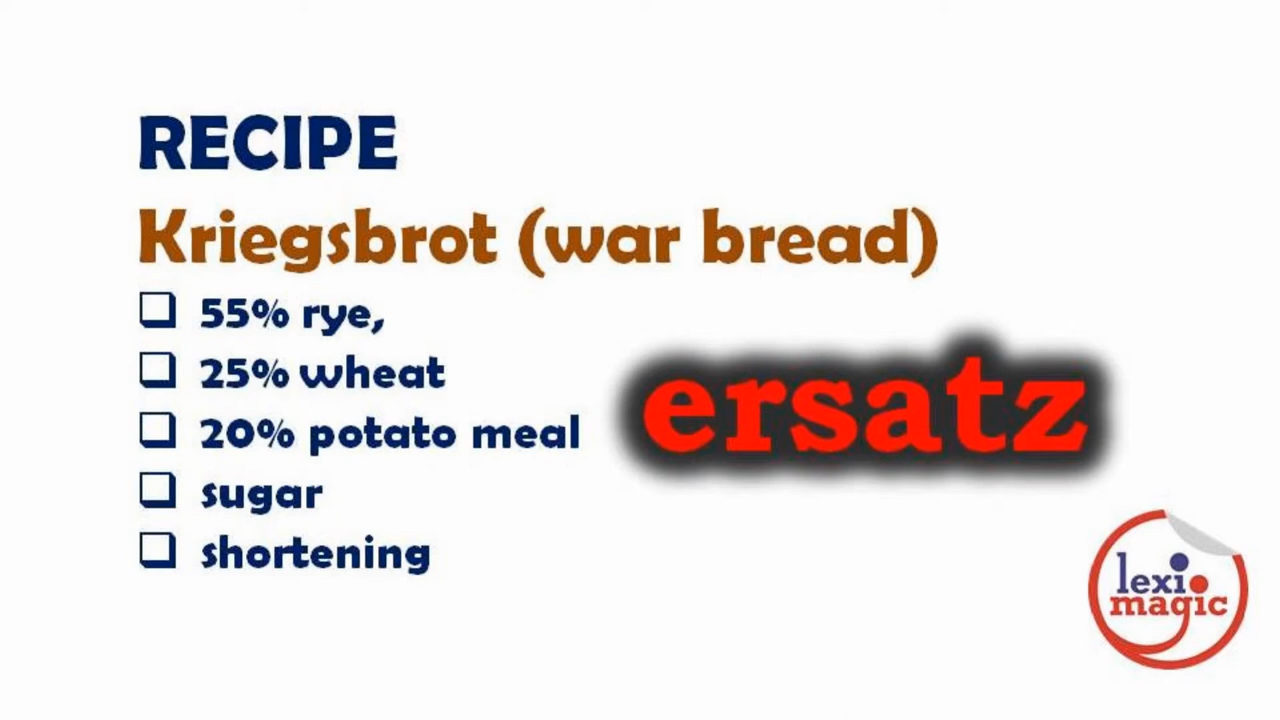 RECIPE
Kriegsbrot (war bread)
55% rye,
25% wheat
20% potato meal
ersatz
sugar
shortening
lexi
magic